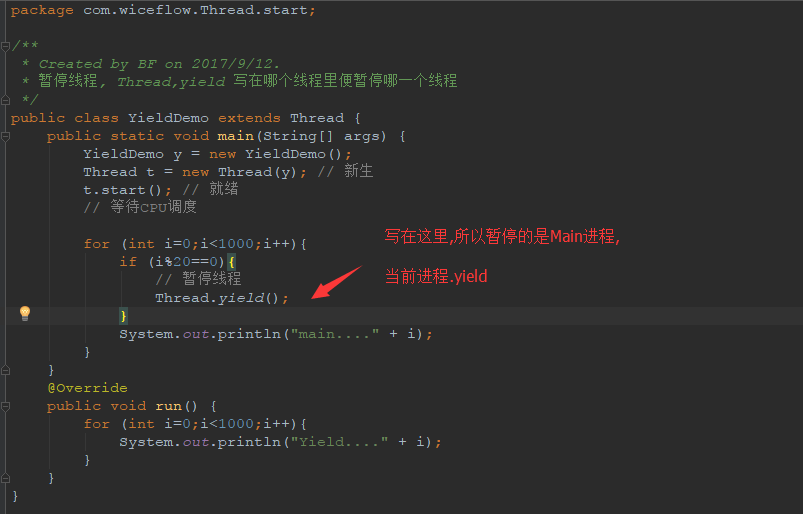 package com.wiceflow.Thread.start;
/**
 * Created by BF on 2017/9/12.
 * 暂停线程, Thread,yield 写在哪个线程里便暂停哪一个线程
 */
public class YieldDemo extends Thread {
    public static void main(String[] args) {
        YieldDemo y = new YieldDemo();
        Thread t = new Thread(y); // 新生
        t.start(); // 就绪
        // 等待CPU调度
        for (int i=0;i<1000;i++){
            if (i%20==0){
                // 暂停线程
                Thread.yield();
            }
            System.out.println("main...." + i);
        }
    }
    @Override
    public void run() {
        for (int i=0;i<1000;i++){
            System.out.println("Yield...." + i);
        }
    }
}
写在这里,所以暂停的是Main进程,
当前进程.yield